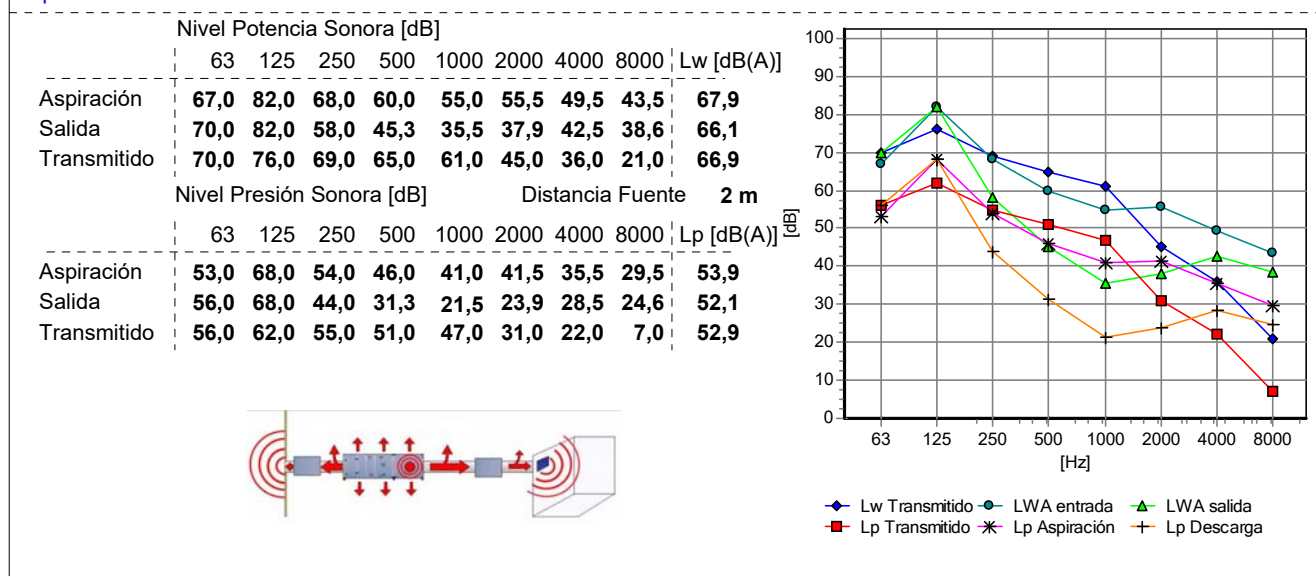 Nivel Potencia Sonora [dB]
63 125 250 500 1000 2000 4000 8000 Lw [dB(A)]
Aspiración 67,0 82,0 68,0 60,0 55,0 55,5 49,5 43,5 67,9
Salida 70,0 82,0 58,0 45,3 35,5 37,9 42,5 38,6 66,1
Transmitido 70,0 76,0 69,0 65,0 61,0 45,0 36,0 21,0 66,9
Nivel Presión Sonora [dB] Distancia Fuente 2 m
63 125 250 500 1000 2000 4000 8000 Lp [dB(A)]
Aspiración 53,0 68,0 54,0 46,0 41,0 41,5 35,5 29,5 53,9
Salida 56,0 68,0 44,0 31,3 21,5 23,9 28,5 24,6 52,1
Transmitido 56,0 62,0 55,0 51,0 47,0 31,0 22,0 7,0 52,9
100
90
80
70
60
50
40
30
20
10
0
[dB]
63 125 250 500 1000 2000 4000 8000
[Hz]
Lw Transmitido LWA entrada LWA salida
Lp Transmitido Lp Aspiración Lp Descarga